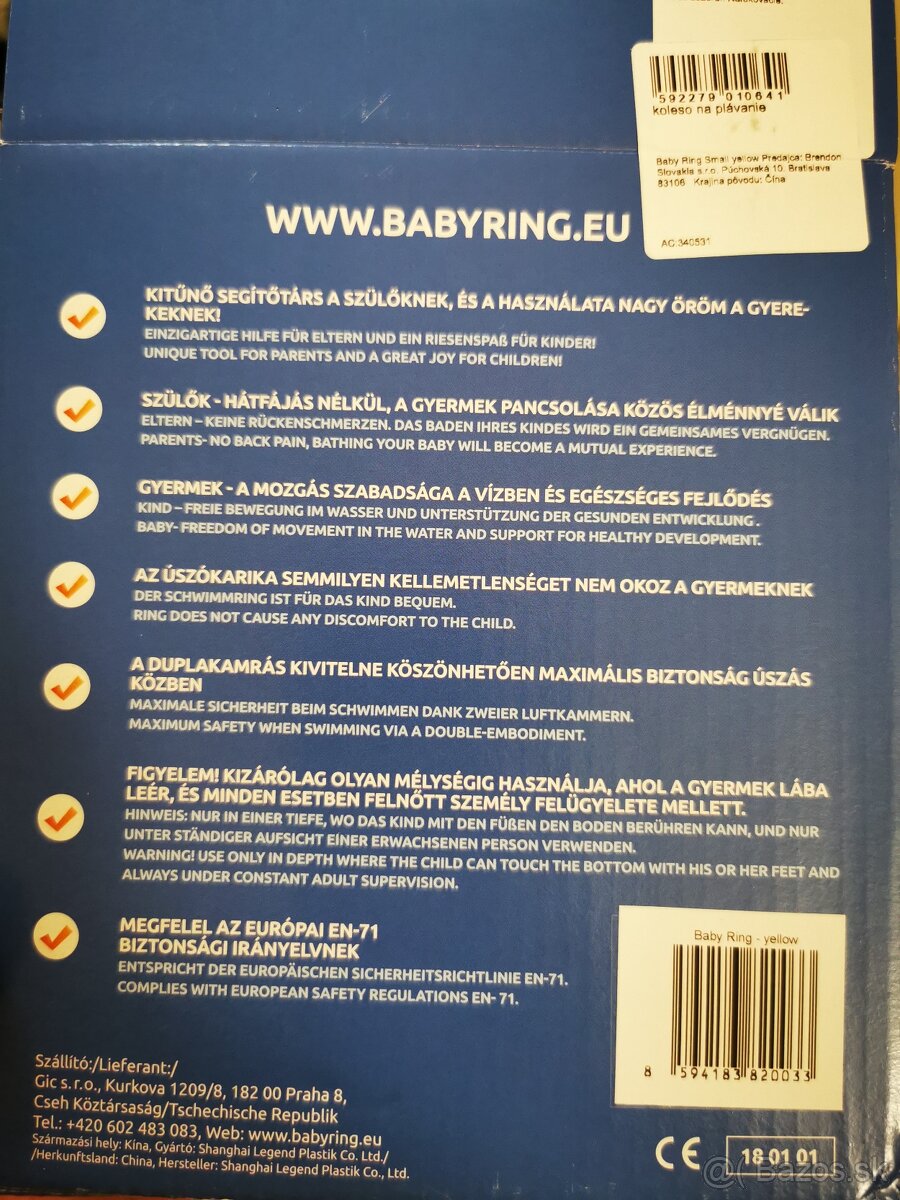 592279 010641
koleso na plávanie
Baby Ring Small yellow Predajca: Brendon
Slovakia s.r.o. Púchovská 10, Bratislava
83106 Krajina pôvodu: Čína
AC:340531
WWW.BABYRING.EU
KITŰNŐ SEGÍTŐTÁRS A SZÜLŐKNEK, ÉS A HASZNÁLATA NAGY ÖRÖM A GYERE-
KEKNEK!
EINZIGARTIGE HILFE FÜR ELTERN UND EIN RIESENSPAß FÜR KINDER!
UNIQUE TOOL FOR PARENTS AND A GREAT JOY FOR CHILDREN!
SZÜLŐK - HÁTFÁJÁS NÉLKÜL, A GYERMEK PANCSOLÁSA KÖZÖS ÉLMÉNNYÉ VÁLIK
ELTERN – KEINE RÜCKENSCHMERZEN. DAS BADEN IHRES KINDES WIRD EIN GEMEINSAMES VERGNÜGEN.
PARENTS- NO BACK PAIN, BATHING YOUR BABY WILL BECOME A MUTUAL EXPERIENCE.
GYERMEK - A MOZGÁS SZABADSÁGA A VÍZBEN ÉS EGÉSZSÉGES FEJLŐDÉS
KIND – FREIE BEWEGUNG IM WASSER UND UNTERSTÜTZUNG DER GESUNDEN ENTWICKLUNG .
BABY- FREEDOM OF MOVEMENT IN THE WATER AND SUPPORT FOR HEALTHY DEVELOPMENT.
AZ ÚSZÓKARIKA SEMMILYEN KELLEMETLENSÉGET NEM OKOZ A GYERMEKNEK
DER SCHWIMMRING IST FÜR DAS KIND BEQUEM.
RING DOES NOT CAUSE ANY DISCOMFORT TO THE CHILD.
A DUPLAKAMRÁS KIVITELNE KÖSZÖNHETŐEN MAXIMÁLIS BIZTONSÁG ÚSZÁS
KÖZBEN
MAXIMALE SICHERHEIT BEIM SCHWIMMEN DANK ZWEIER LUFTKAMMERN.
MAXIMUM SAFETY WHEN SWIMMING VIA A DOUBLE-EMBODIMENT.
FIGYELEM! KIZÁRÓLAG OLYAN MÉLYSÉGIG HASZNÁLJA, AHOL A GYERMEK LÁBA
LEÉR, ÉS MINDEN ESETBEN FELNŐTT SZEMÉLY FELÜGYELETE MELLETT.
HINWEIS: NUR IN EINER TIEFE, WO DAS KIND MIT DEN FÜßEN DEN BODEN BERÜHREN KANN, UND NUR
UNTER STÄNDIGER AUFSICHT EINER ERWACHSENEN PERSON VERWENDEN.
WARNING! USE ONLY IN DEPTH WHERE THE CHILD CAN TOUCH THE BOTTOM WITH HIS OR HER FEET AND
ALWAYS UNDER CONSTANT ADULT SUPERVISION.
MEGFELEL AZ EURÓPAI EN-71
BIZTONSÁGI IRÁNYELVNEK
ENTSPRICHT DER EUROPÄISCHEN SICHERHEITSRICHTLINIE EN-71.
COMPLIES WITH EUROPEAN SAFETY REGULATIONS EN- 71.
Baby Ring - yellow
8 594183 820033
Szállító:/Lieferant:/
Gic s.r.o., Kurkova 1209/8, 182 00 Praha 8,
Cseh Köztársaság/Tschechische Republik
Tel.: +420 602 483 083, Web: www.babyring.eu
Származási hely: Kína, Gyártó: Shanghai Legend Plastik Co. Ltd./
/Herkunftsland: China, Hersteller: Shanghai Legend Plastik Co., Ltd.
CE 18 01 01
@ Bazos.sk